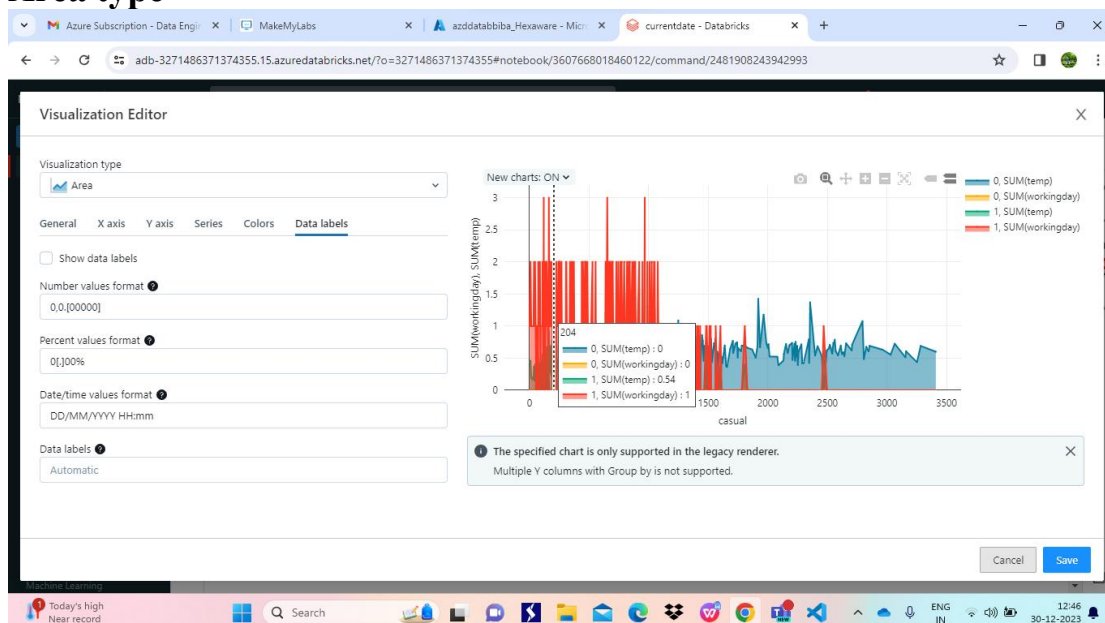 Area type
Azure Subscription - Data Engin
MakeMyLabs
azddatabbiba_Hexaware - Micr
currentdate - Databricks
adb-3271486371374355.15.azuredatabricks.net/?o=3271486371374355#notebook/3607668018460122/command/2481908243942993
Visualization Editor
Visualization type
Area
General X axis Y axis Series Colors Data labels
Show data labels
Number values format
0,0.[00000]
Percent values format
0[.]00%
Date/time values format
DD/MM/YYYY HH:mm
Data labels
Automatic
New charts: ON
0, SUM(temp)
0, SUM(workingday)
1, SUM(temp)
1, SUM(workingday)
SUM(workingday), SUM(temp)
3
2.5
2
1.5
1
0.5
0
204
0, SUM(temp) : 0
0, SUM(workingday) : 0
1, SUM(temp) : 0.54
1, SUM(workingday) : 1
0 1500 2000 2500 3000 3500
casual
The specified chart is only supported in the legacy renderer.
Multiple Y columns with Group by is not supported.
Cancel Save
Machine Learning
Today's high
Near record
Search
ENG
IN
12:46
30-12-2023